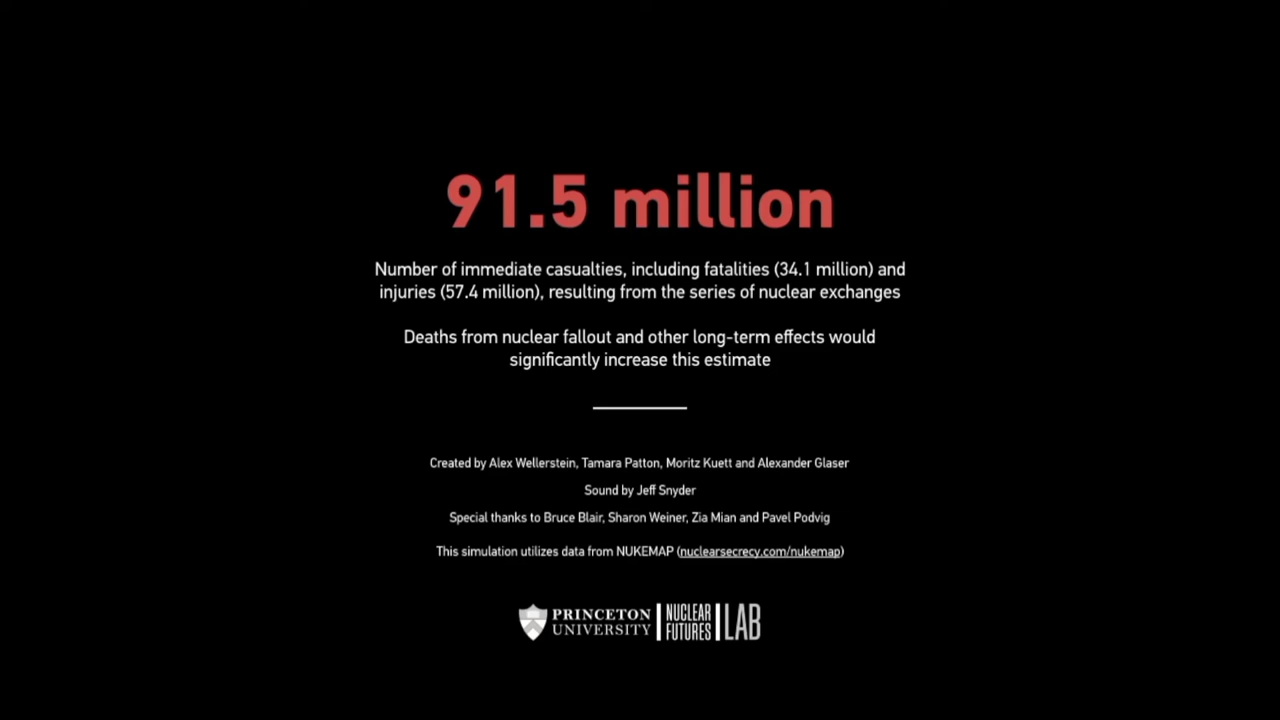 91.5 million
Number of immediate casualties, including fatalities (34.1 million) and
injuries (57.4 million), resulting from the series of nuclear exchanges
Deaths from nuclear fallout and other long-term effects would
significantly increase this estimate
Created by Alex Wellerstein, Tamara Patton, Moritz Kuett and Alexander Glaser
Sound by Jeff Snyder
Special thanks to Bruce Blair, Sharon Weiner, Zia Mian and Pavel Podvig
This simulation utilizes data from NUKEMAP (nuclearsecrecy.com/nukemap)
PRINCETON
UNIVERSITY
NUCLEAR
FUTURES
LAB